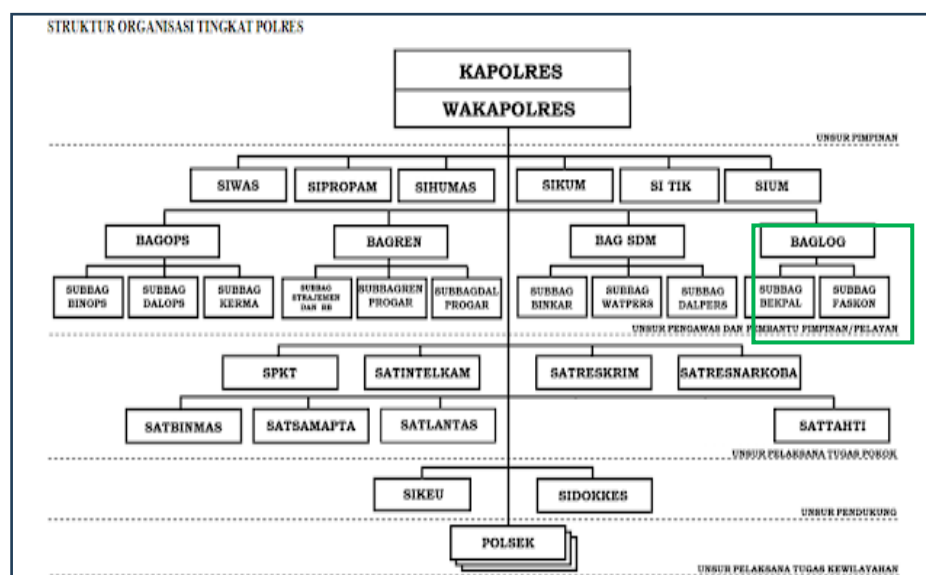 STRUKTUR ORGANISASI TINGKAT POLRES
KAPOLRES
WAKAPOLRES
UNSUR PIMPINAN
SIWAS
SIPROPAM
SIHUMAS
SIKUM
SI TIK
SIUM
BAGOPS
BAGREN
BAG SDM
BAGLOG
SUBBAG
BINOPS
SUBBAG
DALOPS
SUBBAG
KERMA
SUBBAG
STRAJEMEN
DAN RB
SUBBAGREN
PROGAR
SUBBAGDAL
PROGAR
SUBBAG
BINKAR
SUBBAG
WATPERS
SUBBAG
DALPERS
SUBBAG
BEKPAL
SUBBAG
FASKON
UNSUR PENGAWAS DAN PEMBANTU PIMPINAN/PELAYAN
SPKT
SATINTELKAM
SATRESKRIM
SATRESNARKOBA
SATBINMAS
SATSAMAPTA
SATLANTAS
SATTAHTI
UNSUR PELAKSANA TUGAS POKOK
SIKEU
SIDOKKES
UNSUR PENDUKUNG
POLSEK
UNSUR PELAKSANA TUGAS KEWILAYAHAN